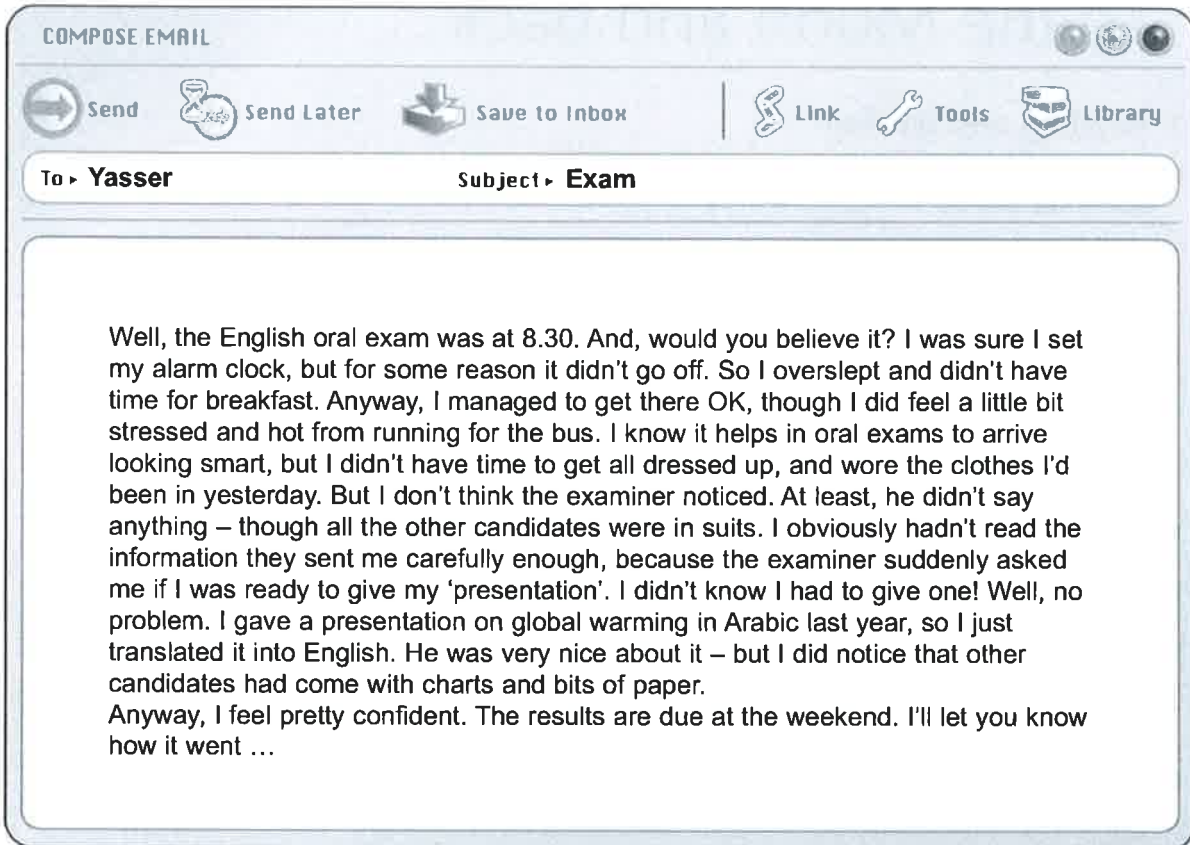 COMPOSE EMAIL
Send Send Later Save to Inbox Link Tools Library
To ▸ Yasser Subject ▸ Exam
Well, the English oral exam was at 8.30. And, would you believe it? I was sure I set
my alarm clock, but for some reason it didn't go off. So I overslept and didn't have
time for breakfast. Anyway, I managed to get there OK, though I did feel a little bit
stressed and hot from running for the bus. I know it helps in oral exams to arrive
looking smart, but I didn't have time to get all dressed up, and wore the clothes I'd
been in yesterday. But I don't think the examiner noticed. At least, he didn't say
anything – though all the other candidates were in suits. I obviously hadn't read the
information they sent me carefully enough, because the examiner suddenly asked
me if I was ready to give my ‘presentation’. I didn't know I had to give one! Well, no
problem. I gave a presentation on global warming in Arabic last year, so I just
translated it into English. He was very nice about it – but I did notice that other
candidates had come with charts and bits of paper.
Anyway, I feel pretty confident. The results are due at the weekend. I'll let you know
how it went ...